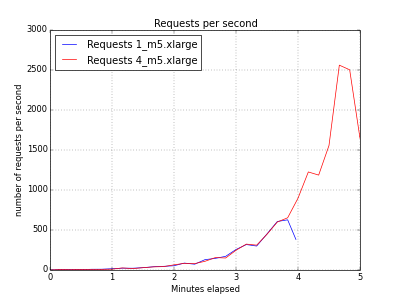 Requests per second
Requests 1_m5.xlarge
Requests 4_m5.xlarge
number of requests per second
3000
2500
2000
1500
1000
500
0
0 1 2 3 4 5
Minutes elapsed